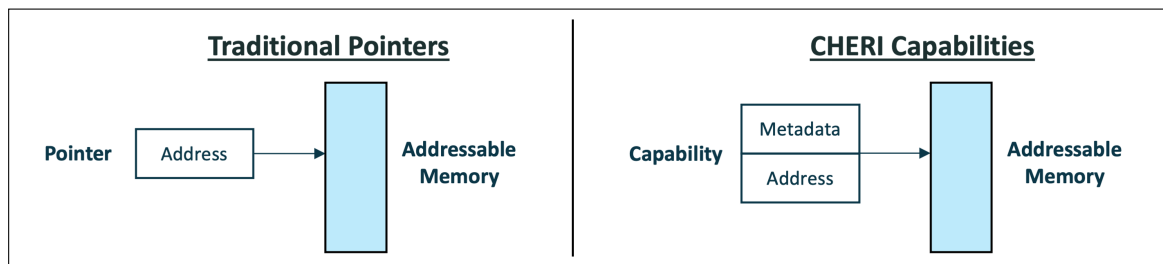 Traditional Pointers
Pointer
Address
Addressable
Memory
CHERI Capabilities
Capability
Metadata
Address
Addressable
Memory